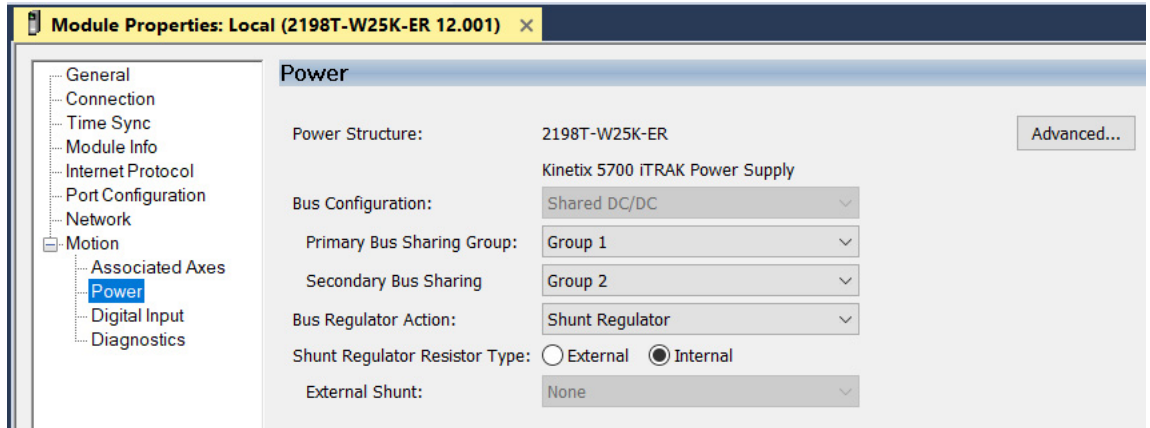 Module Properties: Local (2198T-W25K-ER 12.001) ×
General
Connection
Time Sync
Module Info
Internet Protocol
Port Configuration
Network
Motion
Associated Axes
Power
Digital Input
Diagnostics
Power
Power Structure: 2198T-W25K-ER Advanced...
Kinetix 5700 iTRAK Power Supply
Bus Configuration: Shared DC/DC
Primary Bus Sharing Group: Group 1
Secondary Bus Sharing Group 2
Bus Regulator Action: Shunt Regulator
Shunt Regulator Resistor Type: External Internal
External Shunt: None